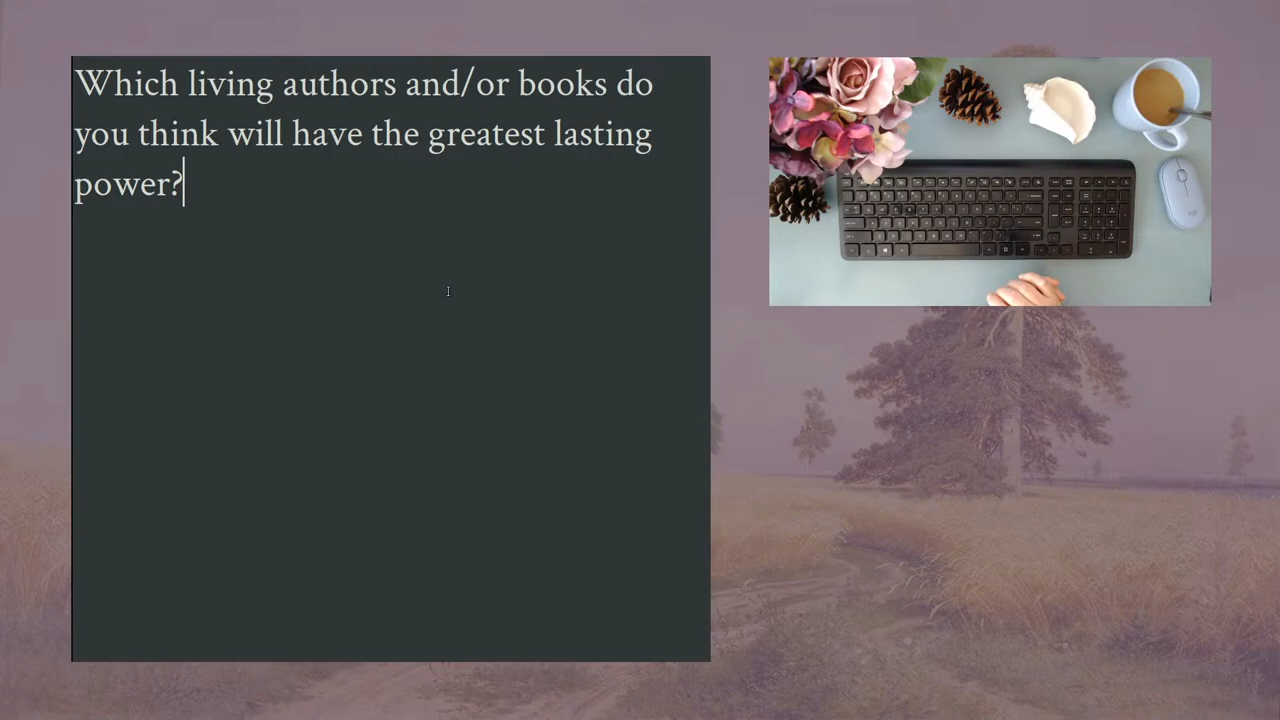 Which living authors and/or books do
you think will have the greatest lasting
power?